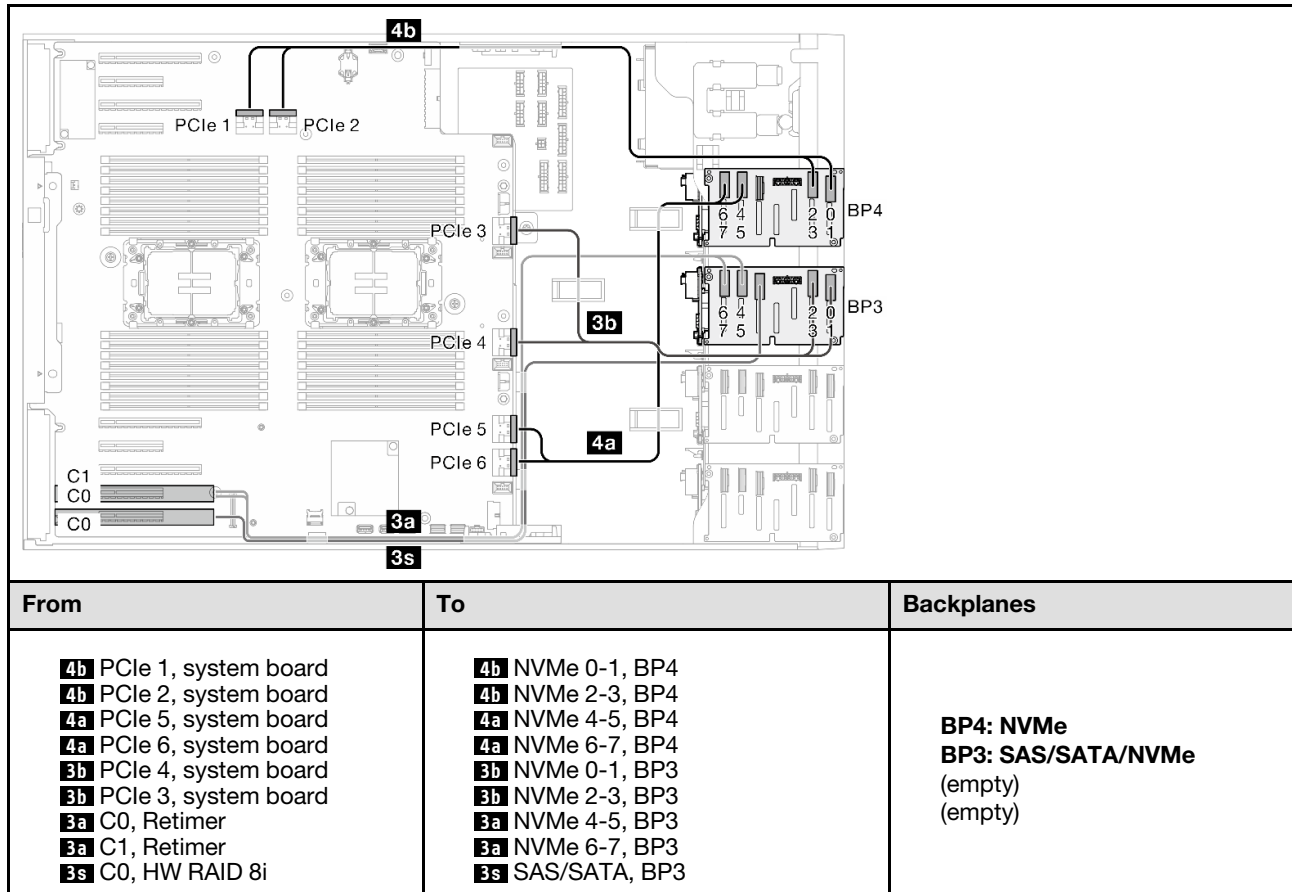 4b
PCIe 1
PCIe 2
6 4 2 0
7 5 3 1
BP4
PCIe 3
6 4 2 0
7 5 3 1
BP3
3b
PCIe 4
PCIe 5
4a
PCIe 6
C1
C0
C0
3a
3s
From To Backplanes
4b PCIe 1, system board
4b PCIe 2, system board
4a PCIe 5, system board
4a PCIe 6, system board
3b PCIe 4, system board
3b PCIe 3, system board
3a C0, Retimer
3a C1, Retimer
3s C0, HW RAID 8i
4b NVMe 0-1, BP4
4b NVMe 2-3, BP4
4a NVMe 4-5, BP4
4a NVMe 6-7, BP4
3b NVMe 0-1, BP3
3b NVMe 2-3, BP3
3a NVMe 4-5, BP3
3a NVMe 6-7, BP3
3s SAS/SATA, BP3
BP4: NVMe
BP3: SAS/SATA/NVMe
(empty)
(empty)